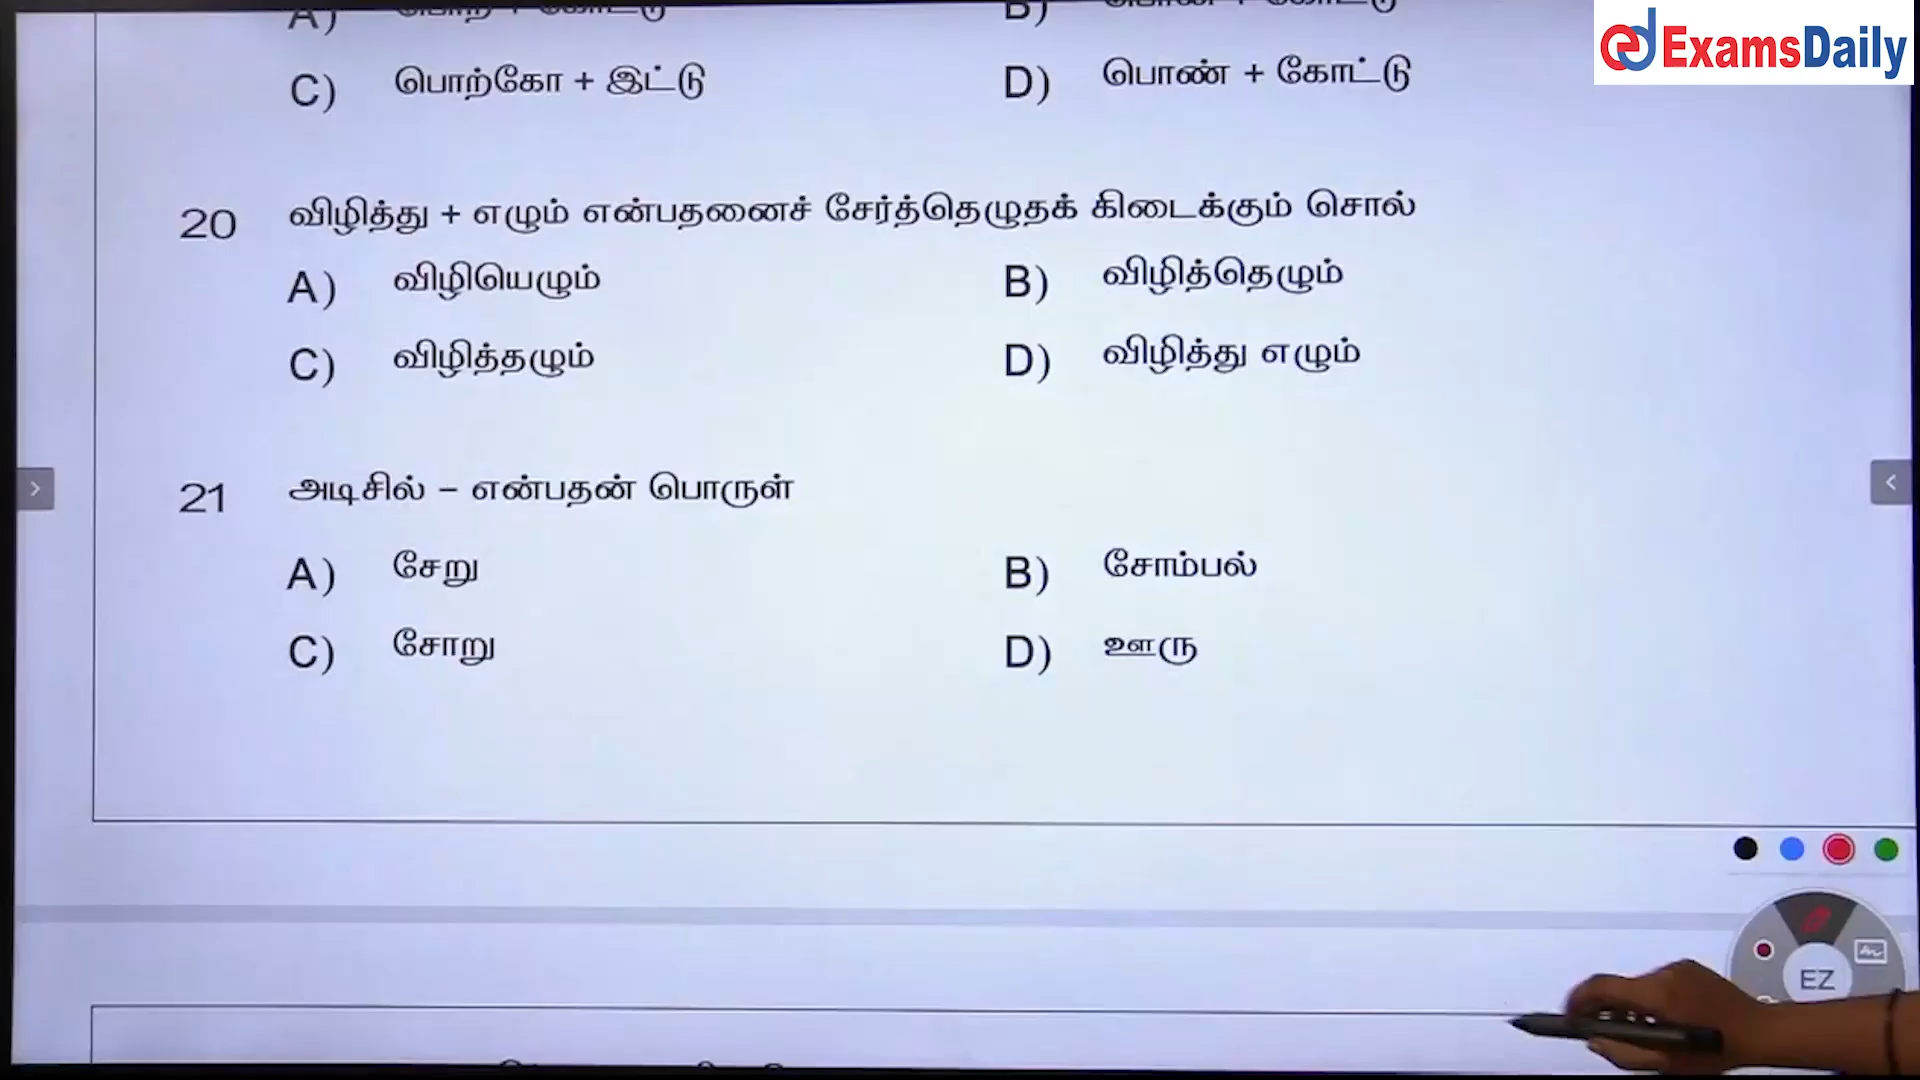 ExamsDaily
A)
B)
C) பொற்கோ + இட்டு D) பொண் + கோட்டு
20 விழித்து + எழும் என்பதனைச் சேர்த்தெழுதக் கிடைக்கும் சொல்
A) விழியெழும் B) விழித்தெழும்
C) விழித்தழும் D) விழித்து எழும்
21 அடிசில் – என்பதன் பொருள்
A) சேறு B) சோம்பல்
C) சோறு D) ஊரு
EZ